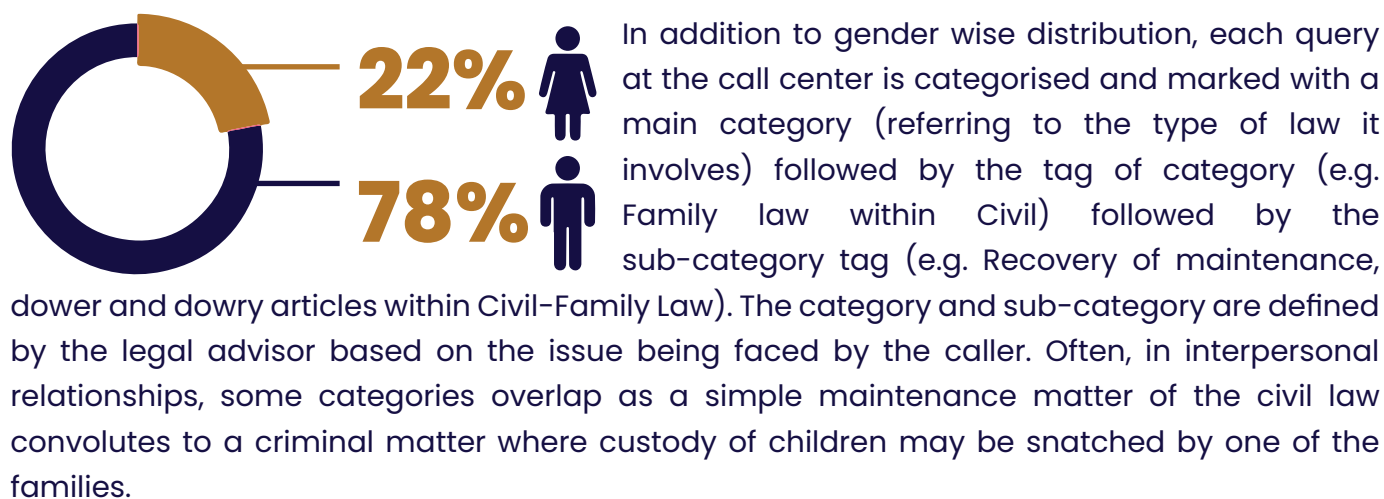 22%
78%
In addition to gender wise distribution, each query
at the call center is categorised and marked with a
main category (referring to the type of law it
involves) followed by the tag of category (e.g.
Family law within Civil) followed by the
sub-category tag (e.g. Recovery of maintenance,
dower and dowry articles within Civil-Family Law). The category and sub-category are defined
by the legal advisor based on the issue being faced by the caller. Often, in interpersonal
relationships, some categories overlap as a simple maintenance matter of the civil law
convolutes to a criminal matter where custody of children may be snatched by one of the
families.